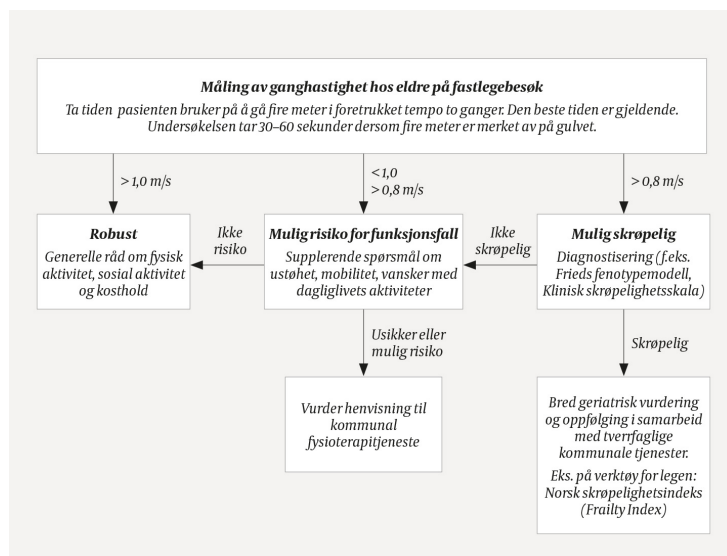 Måling av ganghastighet hos eldre på fastlegebesøk
Ta tiden pasienten bruker på å gå fire meter i foretrukket tempo to ganger. Den beste tiden er gjeldende.
Undersøkelsen tar 30–60 sekunder dersom fire meter er merket av på gulvet.
>1,0 m/s
<1,0
>0,8 m/s
>0,8 m/s
Robust
Generelle råd om fysisk
aktivitet, sosial aktivitet
og kosthold
Ikke
risiko
Mulig risiko for funksjonsfall
Supplerende spørsmål om
ustøhet, mobilitet, vansker med
dagliglivets aktiviteter
Ikke
skrøpelig
Mulig skrøpelig
Diagnostisering (f.eks.
Frieds fenotypemodell,
Klinisk skrøpelighetsskala)
Usikker eller
mulig risiko
Skrøpelig
Vurder henvisning til
kommunal
fysioterapitjeneste
Bred geriatrisk vurdering
og oppfølging i samarbeid
med tverrfaglige
kommunale tjenester.
Eks. på verktøy for legen:
Norsk skrøpelighetsindeks
(Frailty Index)